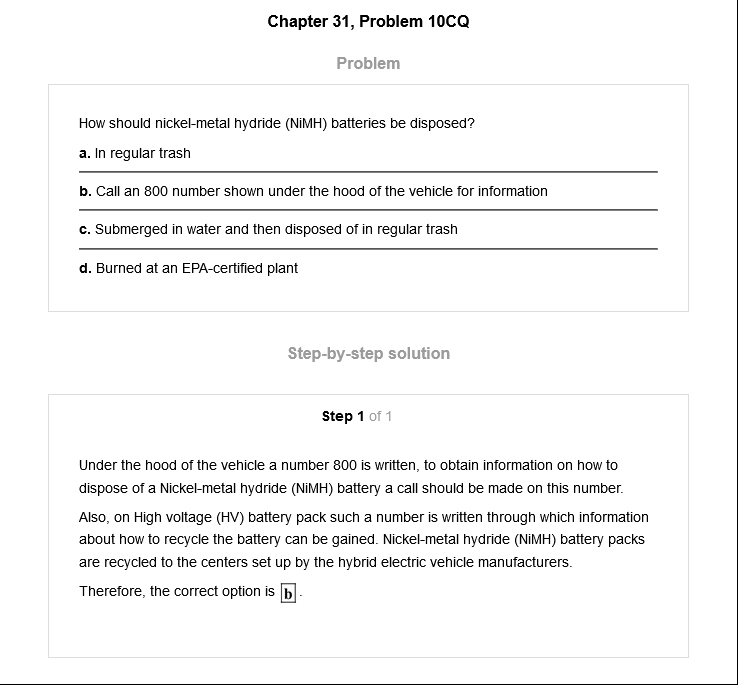 Chapter 31, Problem 10CQ
Problem
How should nickel-metal hydride (NiMH) batteries be disposed?
a. In regular trash
b. Call an 800 number shown under the hood of the vehicle for information
c. Submerged in water and then disposed of in regular trash
d. Burned at an EPA-certified plant
Step-by-step solution
Step 1 of 1
Under the hood of the vehicle a number 800 is written, to obtain information on how to
dispose of a Nickel-metal hydride (NiMH) battery a call should be made on this number.
Also, on High voltage (HV) battery pack such a number is written through which information
about how to recycle the battery can be gained. Nickel-metal hydride (NiMH) battery packs
are recycled to the centers set up by the hybrid electric vehicle manufacturers.
Therefore, the correct option is b.